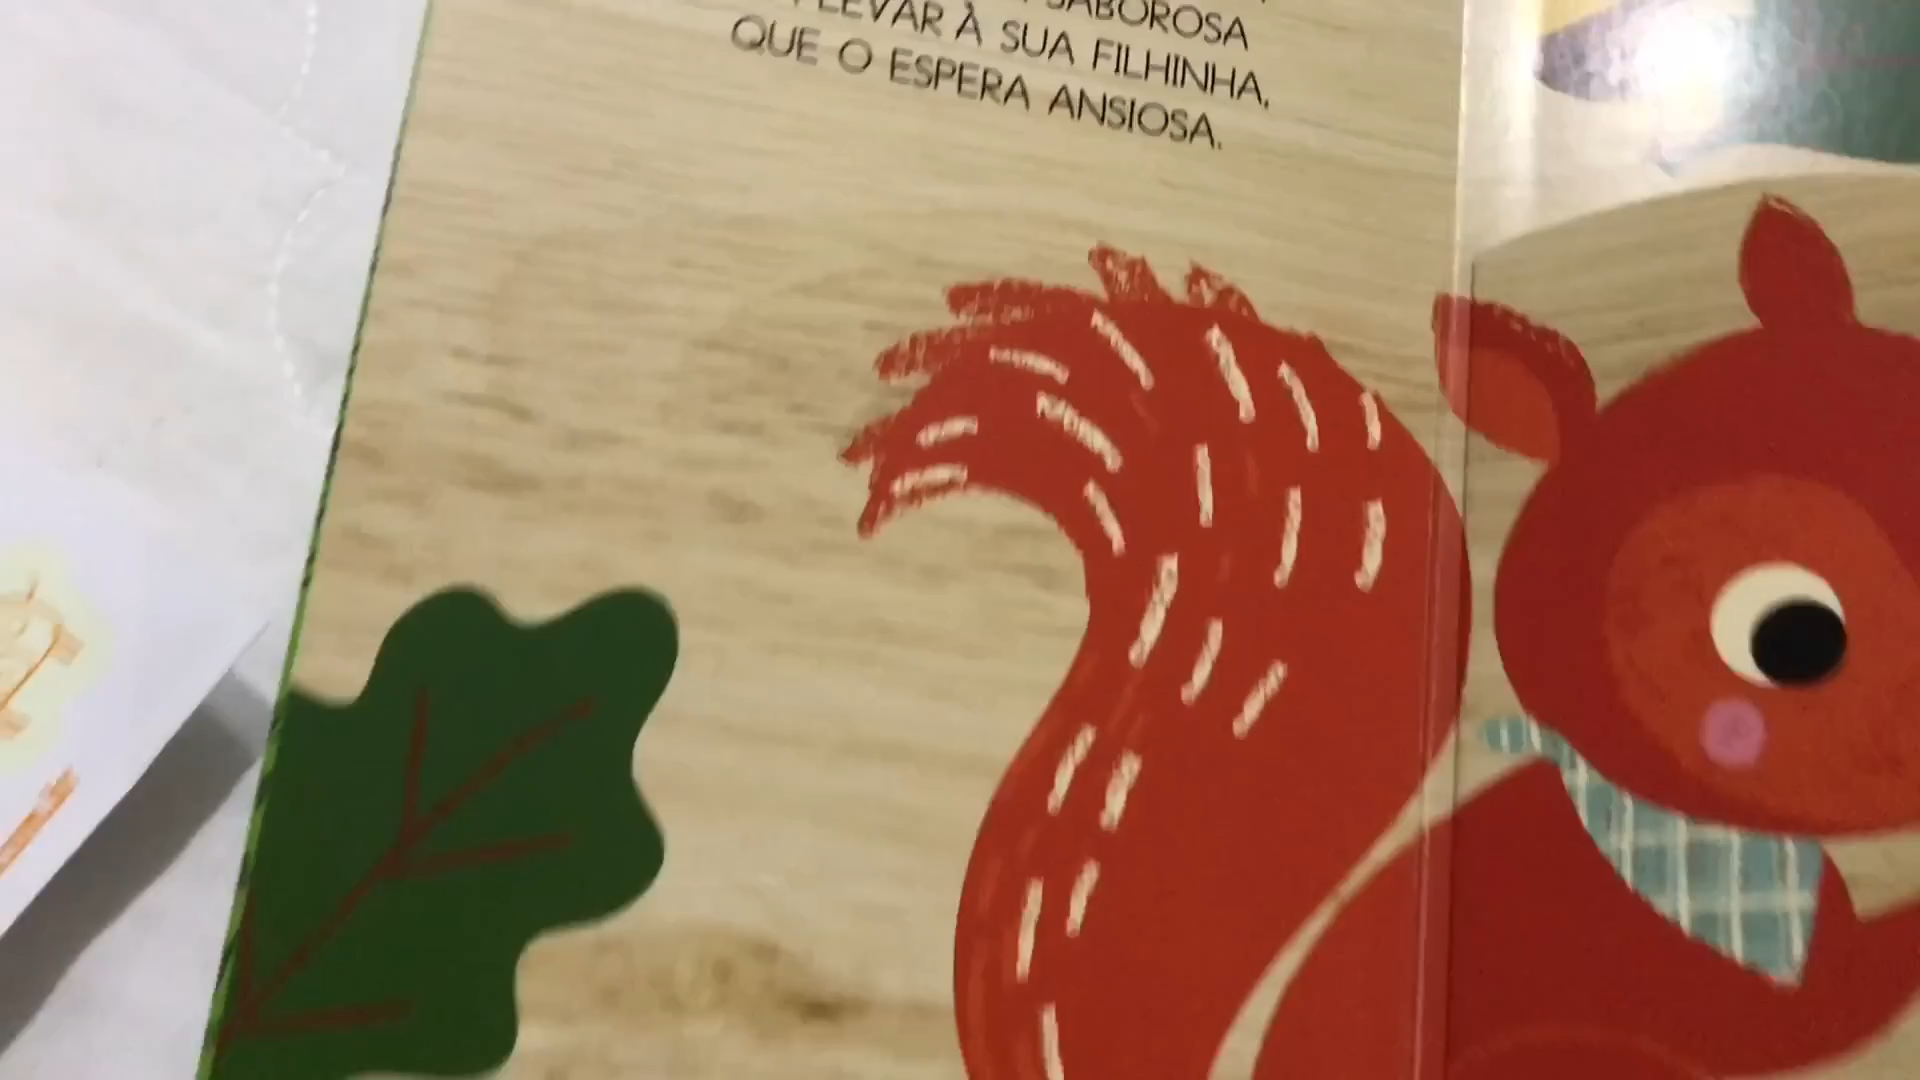 SABOROSA
LEVAR À SUA FILHINHA,
QUE O ESPERA ANSIOSA.